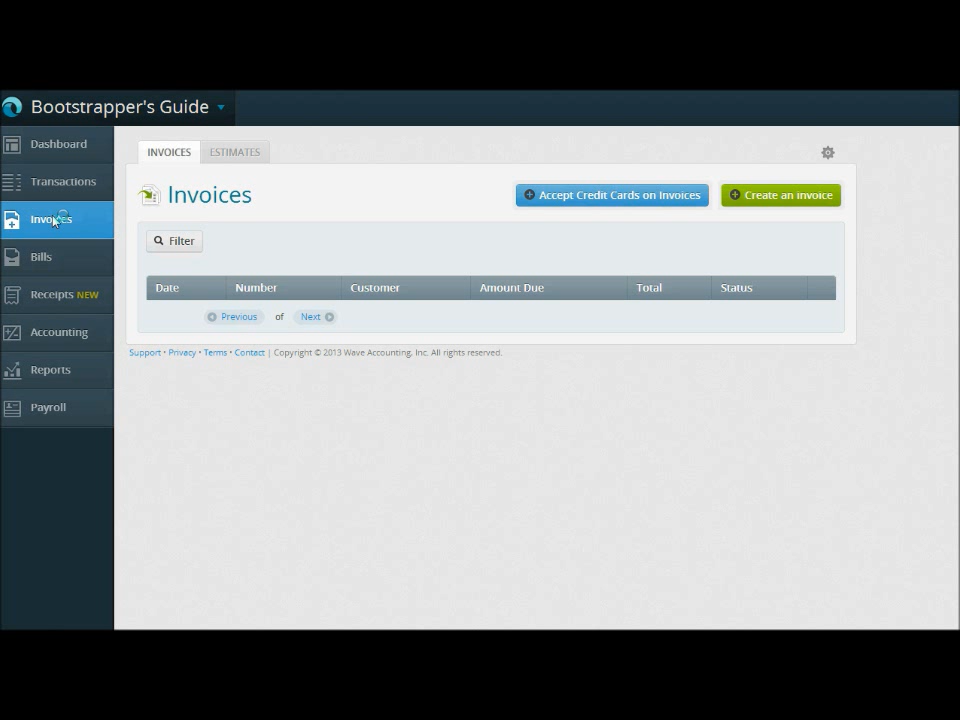 Bootstrapper's Guide
Dashboard
Transactions
Invoices
Bills
Receipts NEW
Accounting
Reports
Payroll
INVOICES ESTIMATES
Invoices
Accept Credit Cards on Invoices
Create an invoice
Filter
Date Number Customer Amount Due Total Status
Previous of Next
Support • Privacy • Terms • Contact | Copyright © 2013 Wave Accounting, Inc. All rights reserved.